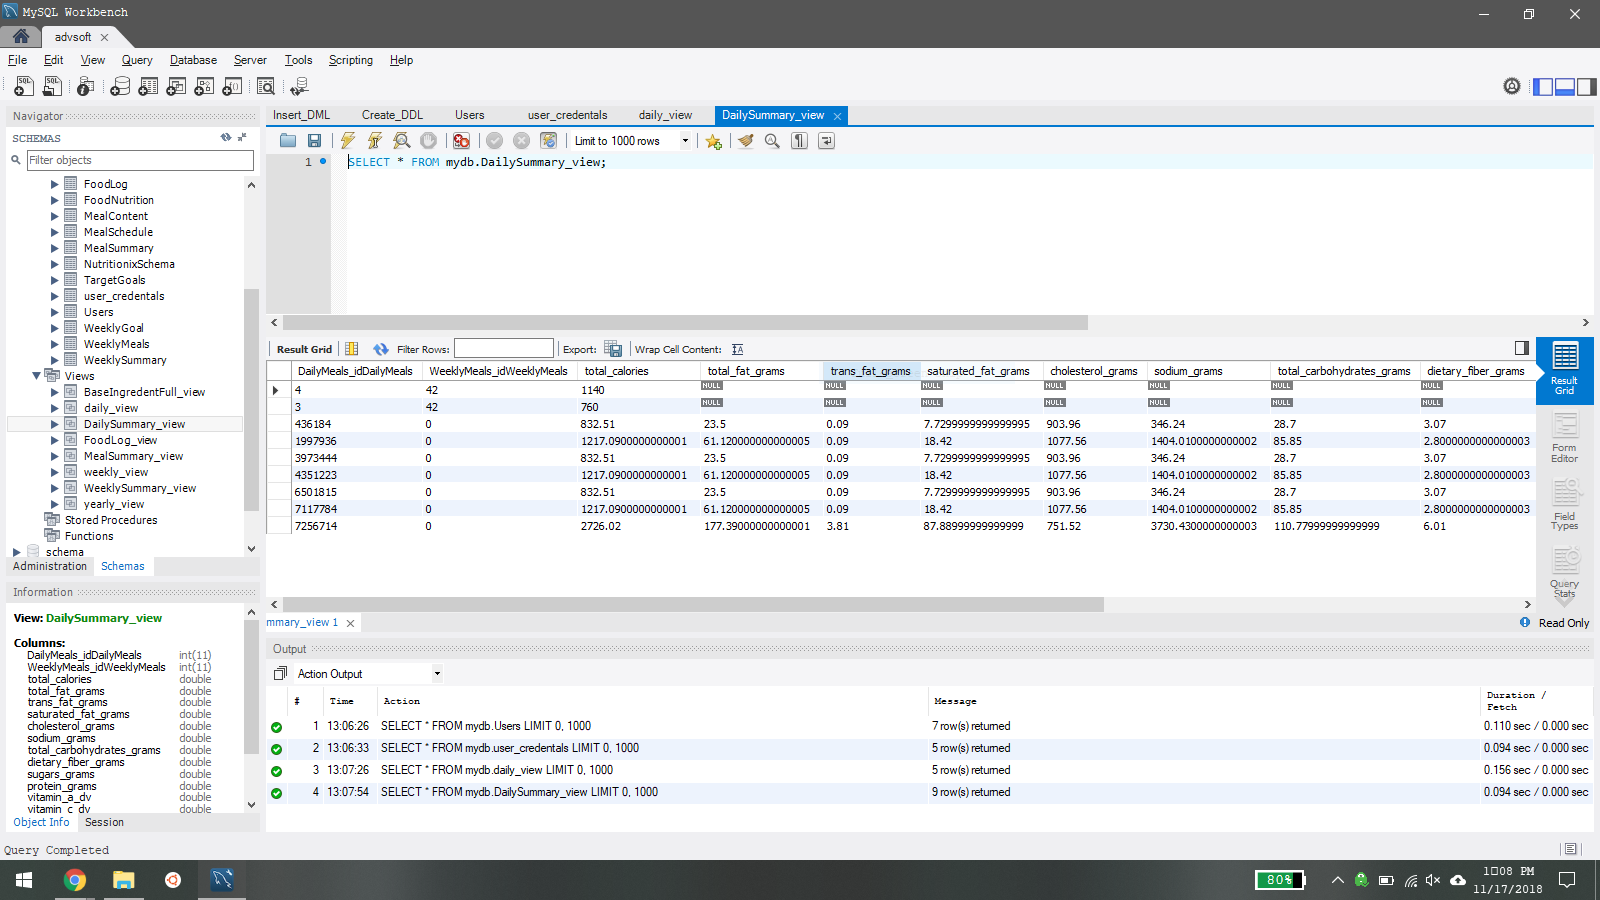 MySQL Workbench
advsoft
File Edit View Query Database Server Tools Scripting Help
Navigator
SCHEMAS
Filter objects
FoodLog
FoodNutrition
MealContent
MealSchedule
MealSummary
NutritionixSchema
TargetGoals
user_credentals
Users
WeeklyGoal
WeeklyMeals
WeeklySummary
Views
BaseIngredentFull_view
daily_view
DailySummary_view
FoodLog_view
MealSummary_view
weekly_view
WeeklySummary_view
yearly_view
Stored Procedures
Functions
schema
Administration Schemas
Information
View: DailySummary_view
Columns:
DailyMeals_idDailyMeals int(11)
WeeklyMeals_idWeeklyMeals int(11)
total_calories double
total_fat_grams double
trans_fat_grams double
saturated_fat_grams double
cholesterol_grams double
sodium_grams double
total_carbohydrates_grams double
dietary_fiber_grams double
sugars_grams double
protein_grams double
vitamin_a_dv double
vitamin_c_dv double
Object Info Session
Insert_DML Create_DDL Users user_credentals daily_view DailySummary_view
Limit to 1000 rows
1 SELECT * FROM mydb.DailySummary_view;
Result Grid Filter Rows: Export: Wrap Cell Content:
DailyMeals_idDailyMeals WeeklyMeals_idWeeklyMeals total_calories total_fat_grams trans_fat_grams saturated_fat_grams cholesterol_grams sodium_grams total_carbohydrates_grams dietary_fiber_grams
4 42 1140 NULL NULL NULL NULL NULL NULL NULL
3 42 760 NULL NULL NULL NULL NULL NULL NULL
436184 0 832.51 23.5 0.09 7.7299999999999995 903.96 346.24 28.7 3.07
1997936 0 1217.0900000000001 61.120000000000005 0.09 18.42 1077.56 1404.0100000000002 85.85 2.8000000000000003
3973444 0 832.51 23.5 0.09 7.7299999999999995 903.96 346.24 28.7 3.07
4351223 0 1217.0900000000001 61.120000000000005 0.09 18.42 1077.56 1404.0100000000002 85.85 2.8000000000000003
6501815 0 832.51 23.5 0.09 7.7299999999999995 903.96 346.24 28.7 3.07
7117784 0 1217.0900000000001 61.120000000000005 0.09 18.42 1077.56 1404.0100000000002 85.85 2.8000000000000003
7256714 0 2726.02 177.39000000000001 3.81 87.88999999999999 751.52 3730.4300000000003 110.77999999999999 6.01
Result
Grid
Form
Editor
Field
Types
Query
Stats
mmary_view 1
Read Only
Output
Action Output
# Time Action Message Duration /
Fetch
1 13:06:26 SELECT * FROM mydb.Users LIMIT 0, 1000 7 row(s) returned 0.110 sec / 0.000 sec
2 13:06:33 SELECT * FROM mydb.user_credentals LIMIT 0, 1000 5 row(s) returned 0.094 sec / 0.000 sec
3 13:07:26 SELECT * FROM mydb.daily_view LIMIT 0, 1000 5 row(s) returned 0.156 sec / 0.000 sec
4 13:07:54 SELECT * FROM mydb.DailySummary_view LIMIT 0, 1000 9 row(s) returned 0.094 sec / 0.000 sec
Query Completed
80%
1▯08 PM
11/17/2018